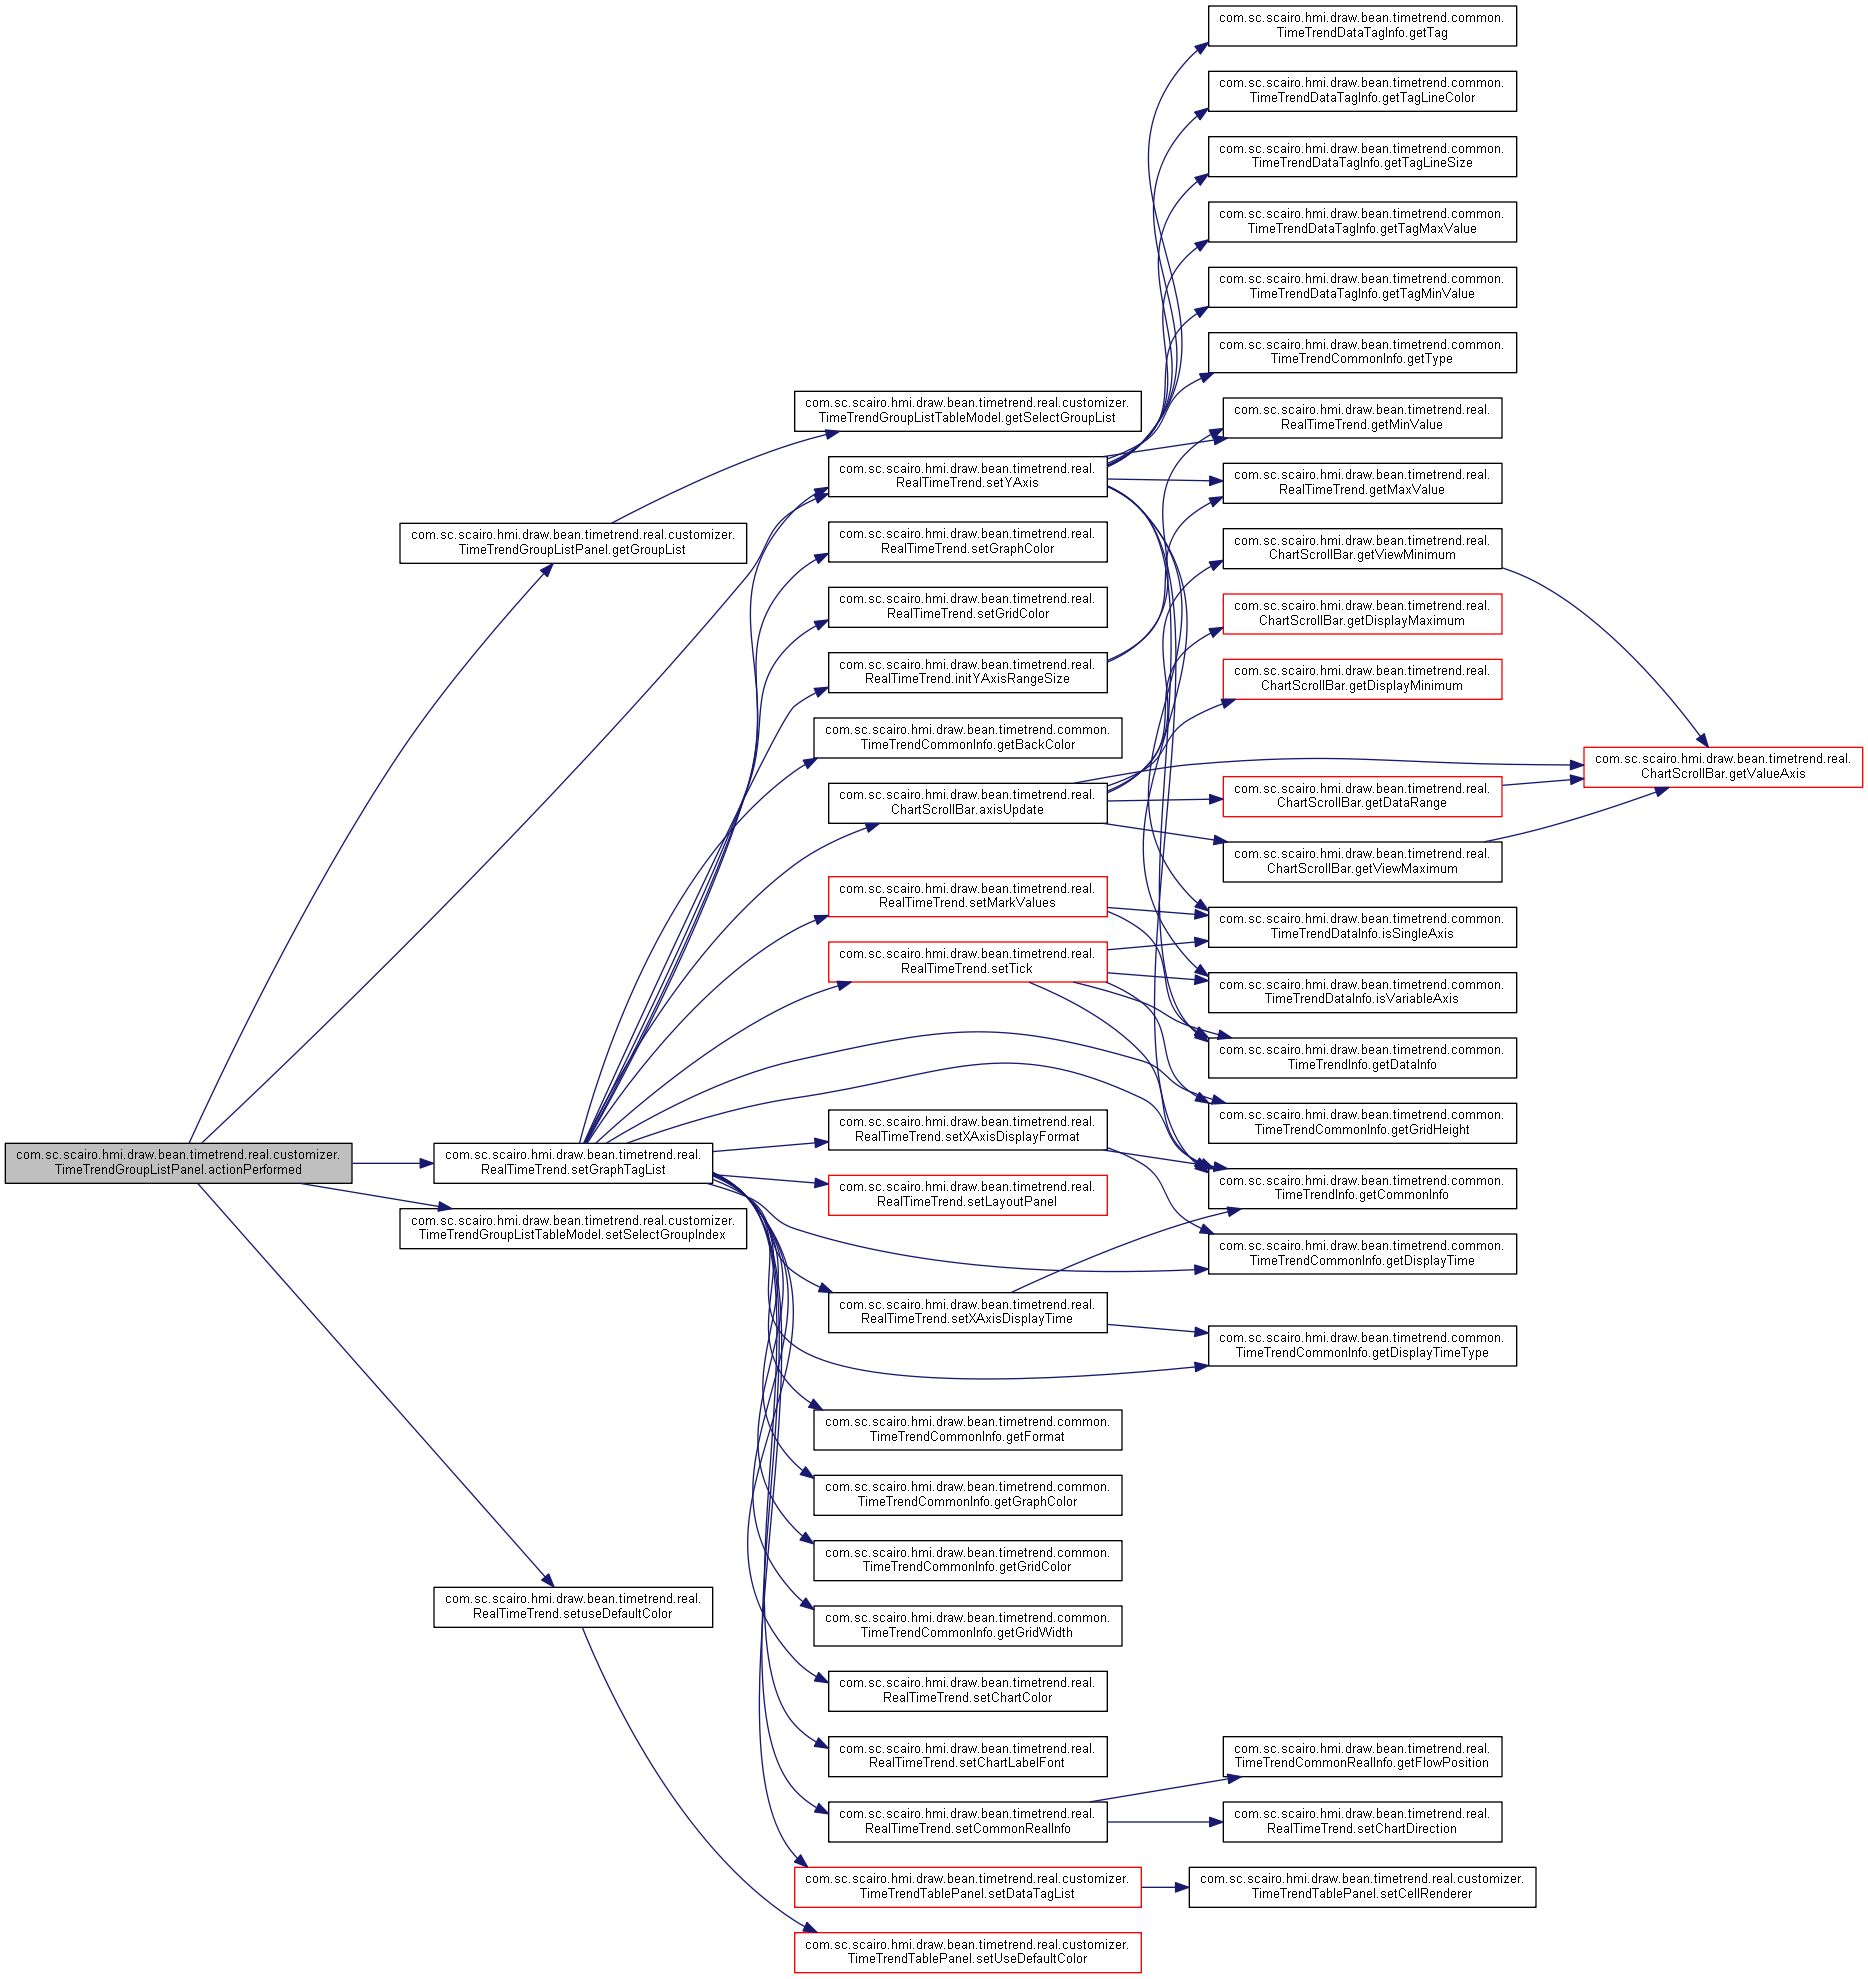 com.sc.scairo.hmi.draw.bean.timetrend.common.
TimeTrendDataTagInfo.getTag
com.sc.scairo.hmi.draw.bean.timetrend.common.
TimeTrendDataTagInfo.getTagLineColor
com.sc.scairo.hmi.draw.bean.timetrend.common.
TimeTrendDataTagInfo.getTagLineSize
com.sc.scairo.hmi.draw.bean.timetrend.common.
TimeTrendDataTagInfo.getTagMaxValue
com.sc.scairo.hmi.draw.bean.timetrend.common.
TimeTrendDataTagInfo.getTagMinValue
com.sc.scairo.hmi.draw.bean.timetrend.common.
TimeTrendCommonInfo.getType
com.sc.scairo.hmi.draw.bean.timetrend.real.customizer.
TimeTrendGroupListTableModel.getSelectGroupList
com.sc.scairo.hmi.draw.bean.timetrend.real.
RealTimeTrend.getMinValue
com.sc.scairo.hmi.draw.bean.timetrend.real.
RealTimeTrend.setYAxis
com.sc.scairo.hmi.draw.bean.timetrend.real.
RealTimeTrend.getMaxValue
com.sc.scairo.hmi.draw.bean.timetrend.real.customizer.
TimeTrendGroupListPanel.getGroupList
com.sc.scairo.hmi.draw.bean.timetrend.real.
RealTimeTrend.setGraphColor
com.sc.scairo.hmi.draw.bean.timetrend.real.
ChartScrollBar.getViewMinimum
com.sc.scairo.hmi.draw.bean.timetrend.real.
RealTimeTrend.setGridColor
com.sc.scairo.hmi.draw.bean.timetrend.real.
ChartScrollBar.getDisplayMaximum
com.sc.scairo.hmi.draw.bean.timetrend.real.
RealTimeTrend.initYAxisRangeSize
com.sc.scairo.hmi.draw.bean.timetrend.real.
ChartScrollBar.getDisplayMinimum
com.sc.scairo.hmi.draw.bean.timetrend.common.
TimeTrendCommonInfo.getBackColor
com.sc.scairo.hmi.draw.bean.timetrend.real.
ChartScrollBar.getValueAxis
com.sc.scairo.hmi.draw.bean.timetrend.real.
ChartScrollBar.axisUpdate
com.sc.scairo.hmi.draw.bean.timetrend.real.
ChartScrollBar.getDataRange
com.sc.scairo.hmi.draw.bean.timetrend.real.
ChartScrollBar.getViewMaximum
com.sc.scairo.hmi.draw.bean.timetrend.real.
RealTimeTrend.setMarkValues
com.sc.scairo.hmi.draw.bean.timetrend.common.
TimeTrendDataInfo.isSingleAxis
com.sc.scairo.hmi.draw.bean.timetrend.real.
RealTimeTrend.setTick
com.sc.scairo.hmi.draw.bean.timetrend.common.
TimeTrendDataInfo.isVariableAxis
com.sc.scairo.hmi.draw.bean.timetrend.common.
TimeTrendInfo.getDataInfo
com.sc.scairo.hmi.draw.bean.timetrend.common.
TimeTrendCommonInfo.getGridHeight
com.sc.scairo.hmi.draw.bean.timetrend.real.
RealTimeTrend.setXAxisDisplayFormat
com.sc.scairo.hmi.draw.bean.timetrend.real.customizer.
TimeTrendGroupListPanel.actionPerformed
com.sc.scairo.hmi.draw.bean.timetrend.real.
RealTimeTrend.setGraphTagList
com.sc.scairo.hmi.draw.bean.timetrend.common.
TimeTrendInfo.getCommonInfo
com.sc.scairo.hmi.draw.bean.timetrend.real.
RealTimeTrend.setLayoutPanel
com.sc.scairo.hmi.draw.bean.timetrend.real.customizer.
TimeTrendGroupListTableModel.setSelectGroupIndex
com.sc.scairo.hmi.draw.bean.timetrend.common.
TimeTrendCommonInfo.getDisplayTime
com.sc.scairo.hmi.draw.bean.timetrend.real.
RealTimeTrend.setXAxisDisplayTime
com.sc.scairo.hmi.draw.bean.timetrend.common.
TimeTrendCommonInfo.getDisplayTimeType
com.sc.scairo.hmi.draw.bean.timetrend.common.
TimeTrendCommonInfo.getFormat
com.sc.scairo.hmi.draw.bean.timetrend.common.
TimeTrendCommonInfo.getGraphColor
com.sc.scairo.hmi.draw.bean.timetrend.common.
TimeTrendCommonInfo.getGridColor
com.sc.scairo.hmi.draw.bean.timetrend.real.
RealTimeTrend.setuseDefaultColor
com.sc.scairo.hmi.draw.bean.timetrend.common.
TimeTrendCommonInfo.getGridWidth
com.sc.scairo.hmi.draw.bean.timetrend.real.
RealTimeTrend.setChartColor
com.sc.scairo.hmi.draw.bean.timetrend.real.
RealTimeTrend.setChartLabelFont
com.sc.scairo.hmi.draw.bean.timetrend.real.
TimeTrendCommonRealInfo.getFlowPosition
com.sc.scairo.hmi.draw.bean.timetrend.real.
RealTimeTrend.setCommonRealInfo
com.sc.scairo.hmi.draw.bean.timetrend.real.
RealTimeTrend.setChartDirection
com.sc.scairo.hmi.draw.bean.timetrend.real.customizer.
TimeTrendTablePanel.setDataTagList
com.sc.scairo.hmi.draw.bean.timetrend.real.customizer.
TimeTrendTablePanel.setCellRenderer
com.sc.scairo.hmi.draw.bean.timetrend.real.customizer.
TimeTrendTablePanel.setUseDefaultColor